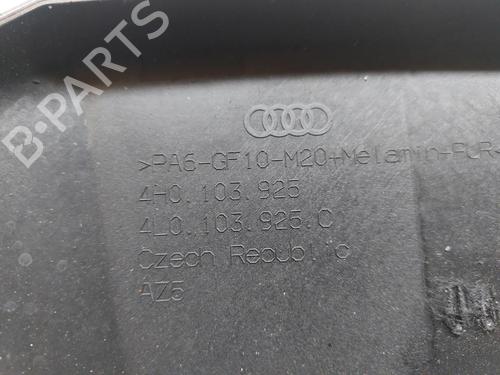 >PA6-GF10-M20+Melamin+PUR<
4H0.103.925
4L0.103.925.C
Czech Republic
AZ5
B-PARTS